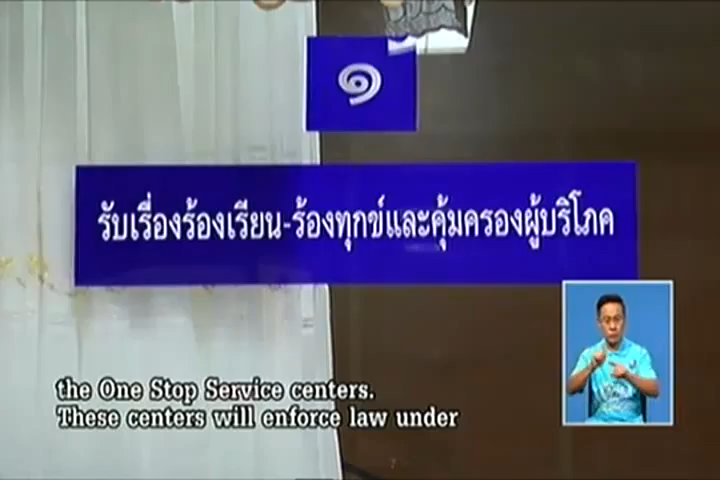 ๑
รับเรื่องร้องเรียน-ร้องทุกข์และคุ้มครองผู้บริโภค
the One Stop Service centers.
These centers will enforce law under